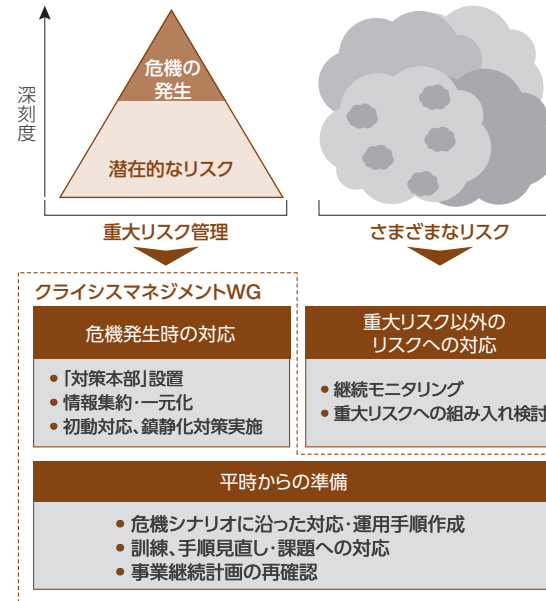 深刻度
危機の
発生
潜在的なリスク
重大リスク管理
さまざまなリスク
クライシスマネジメントWG
危機発生時の対応
• 「対策本部」設置
• 情報集約・一元化
• 初動対応、鎮静化対策実施
重大リスク以外の
リスクへの対応
• 継続モニタリング
• 重大リスクへの組み入れ検討
平時からの準備
• 危機シナリオに沿った対応・運用手順作成
• 訓練、手順見直し・課題への対応
• 事業継続計画の再確認